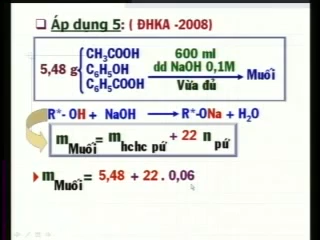 ❑ Áp dụng 5: ( ĐHKA -2008)
5,48 g { CH₃COOH
C₆H₅OH
C₆H₅COOH
600 ml
dd NaOH 0,1M
Vừa đủ
Muối
R*- OH + NaOH → R*-ONa + H₂O
mMuối = mhchc pứ + 22 npứ
mMuối = 5,48 + 22 . 0,06